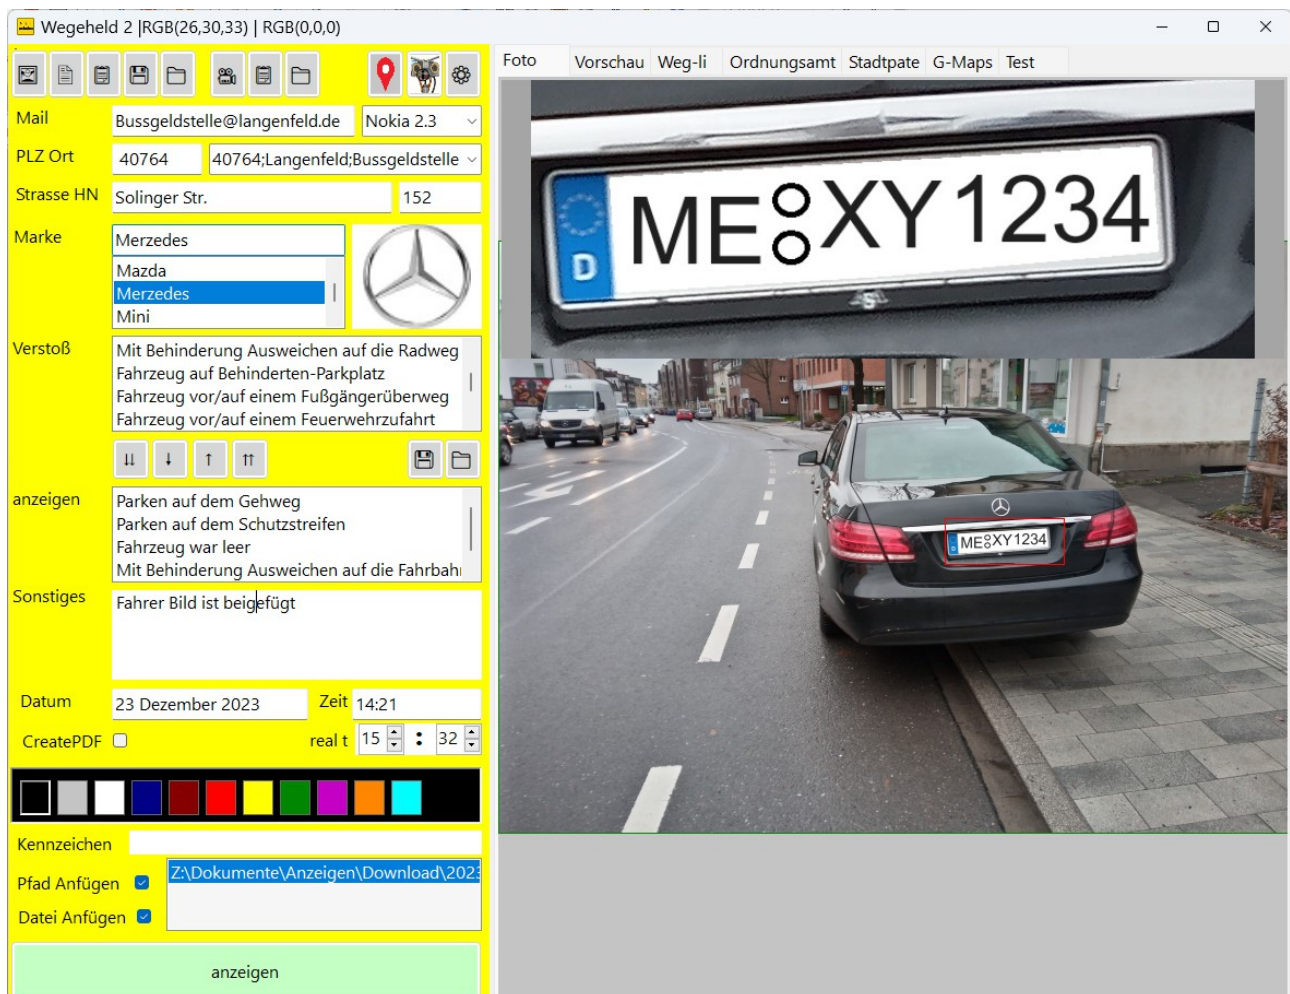 Wegeheld 2 |RGB(26,30,33) | RGB(0,0,0)
Foto Vorschau Weg-li Ordnungsamt Stadtpate G-Maps Test
Mail Bussgeldstelle@langenfeld.de Nokia 2.3
PLZ Ort 40764 40764;Langenfeld;Bussgeldstelle
Strasse HN Solinger Str. 152
Marke Merzedes
Mazda
Merzedes
Mini
Verstoß Mit Behinderung Ausweichen auf die Radweg
Fahrzeug auf Behinderten-Parkplatz
Fahrzeug vor/auf einem Fußgängerüberweg
Fahrzeug vor/auf einem Feuerwehrzufahrt
anzeigen Parken auf dem Gehweg
Parken auf dem Schutzstreifen
Fahrzeug war leer
Mit Behinderung Ausweichen auf die Fahrbah
Sonstiges Fahrer Bild ist beigefügt
Datum 23 Dezember 2023 Zeit 14:21
CreatePDF real t 15 : 32
Kennzeichen
Pfad Anfügen Z:\Dokumente\Anzeigen\Download\202
Datei Anfügen
anzeigen
D ME XY 1234
ME XY 1234